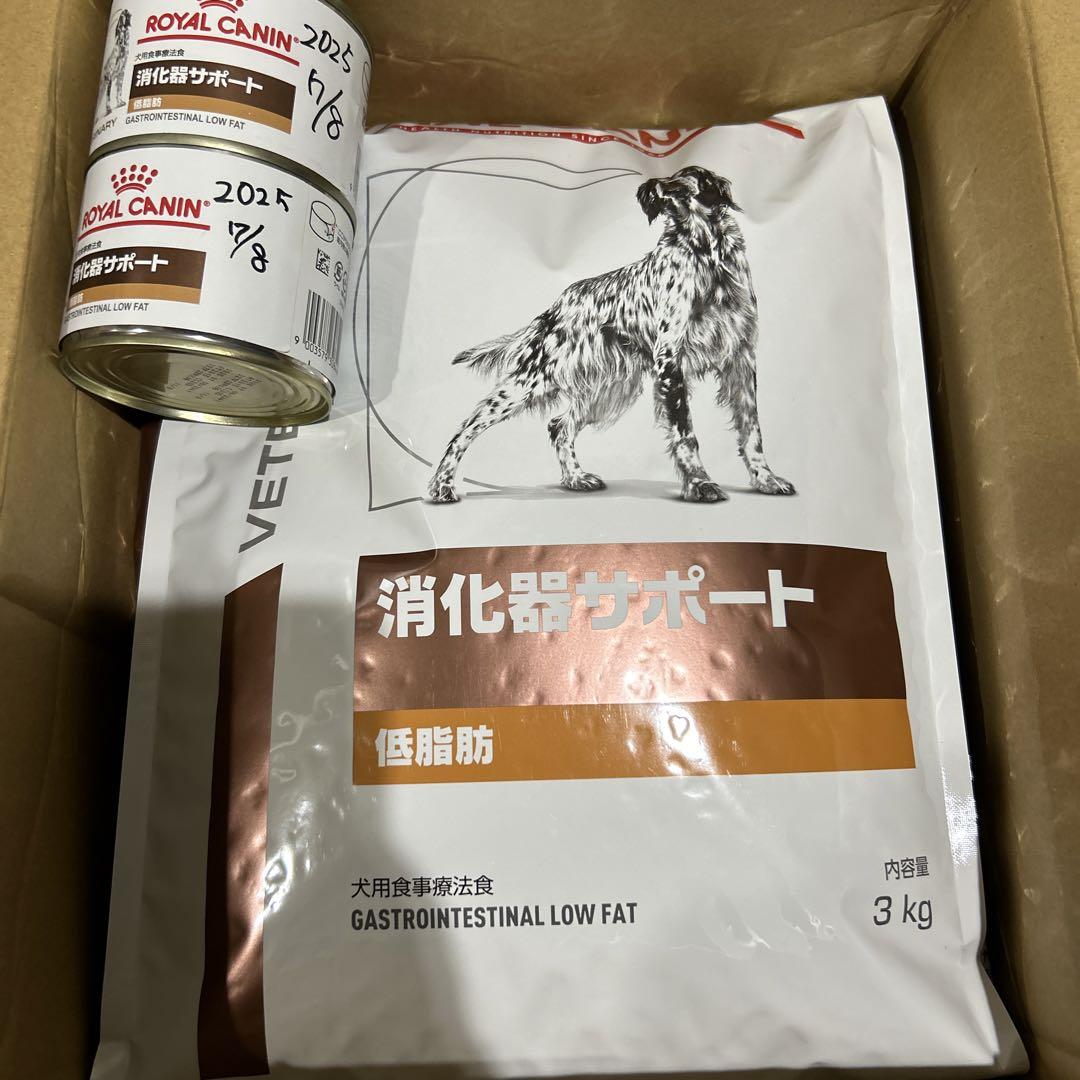 ROYAL CANIN
2025
犬用食事療法食
消化器サポート
7/8
低脂肪
GASTROINTESTINAL LOW FAT
ROYAL CANIN
2025
7/8
消化器サポート
GASTROINTESTINAL LOW FAT
HEALTH NUTRITION SINC
VETE
消化器サポート
低脂肪
犬用食事療法食
GASTROINTESTINAL LOW FAT
内容量
3 kg